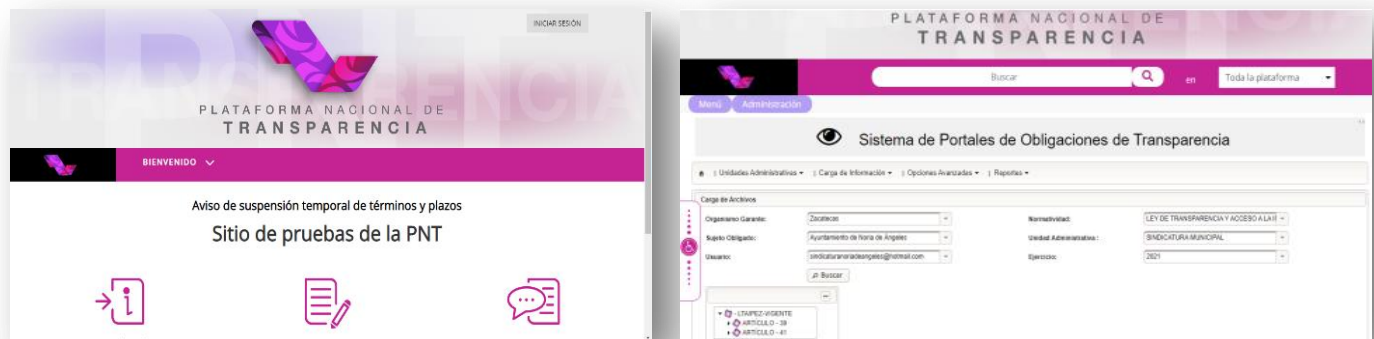 INICIAR SESIÓN
PLATAFORMA NACIONAL DE
TRANSPARENCIA
BIENVENIDO
Aviso de suspensión temporal de términos y plazos
Sitio de pruebas de la PNT
PLATAFORMA NACIONAL DE
TRANSPARENCIA
Buscar en Toda la plataforma
Menú Administración
Sistema de Portales de Obligaciones de Transparencia
| Unidades Administrativas | Carga de Información | Opciones Avanzadas | Reportes
Carga de Archivos
Organismo Garante: Zacatecas Normatividad: LEY DE TRANSPARENCIA Y ACCESO A LA I
Sujeto Obligado: Ayuntamiento de Noria de Ángeles Unidad Administrativa : SINDICATURA MUNICIPAL
Usuario: sindicaturanoriadeangeles@hotmail.com Ejercicio: 2021
Buscar
- LTAIPEZ-VIGENTE
ARTÍCULO - 39
ARTÍCULO - 41